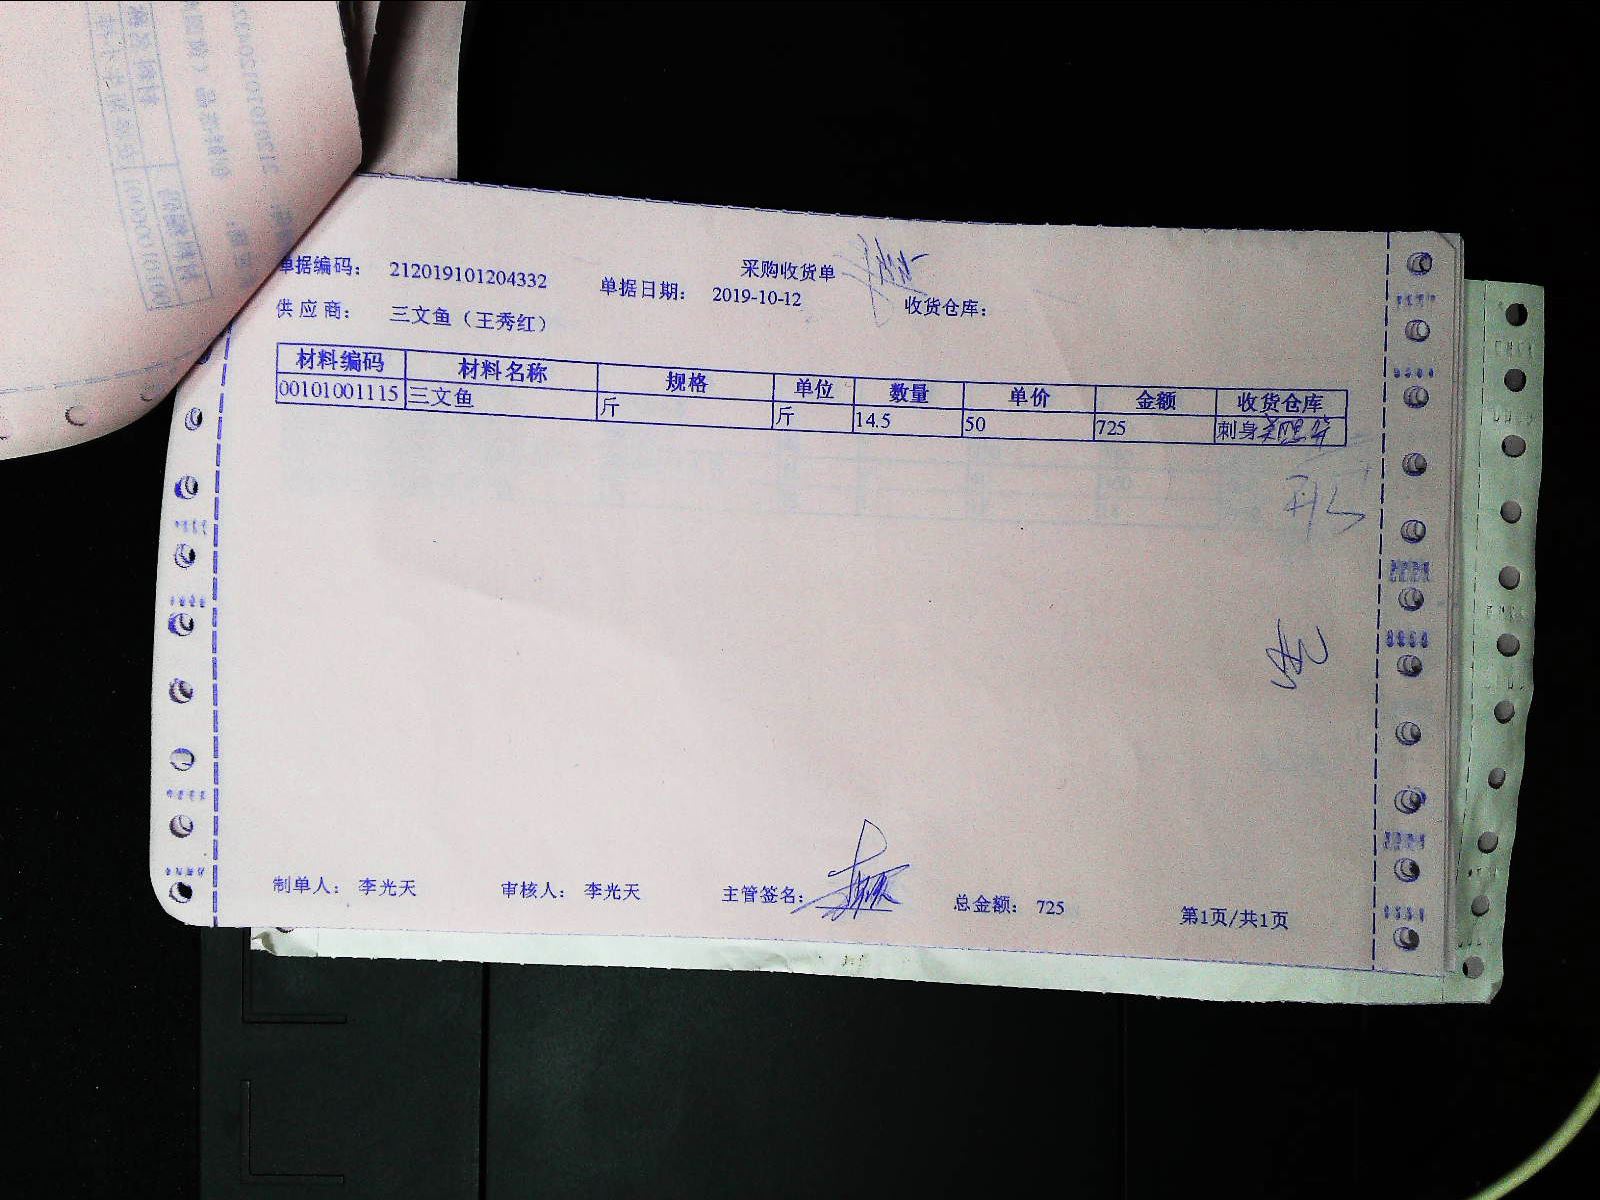 采购收货单
单据编码： 212019101204332 单据日期： 2019-10-12 收货仓库：
供应商： 三文鱼（王秀红）
材料编码 材料名称 规格 单位 数量 单价 金额 收货仓库
00101001115 三文鱼 斤 斤 14.5 50 725 刺身
制单人： 李光天 审核人： 李光天 主管签名： 总金额： 725 第1页/共1页